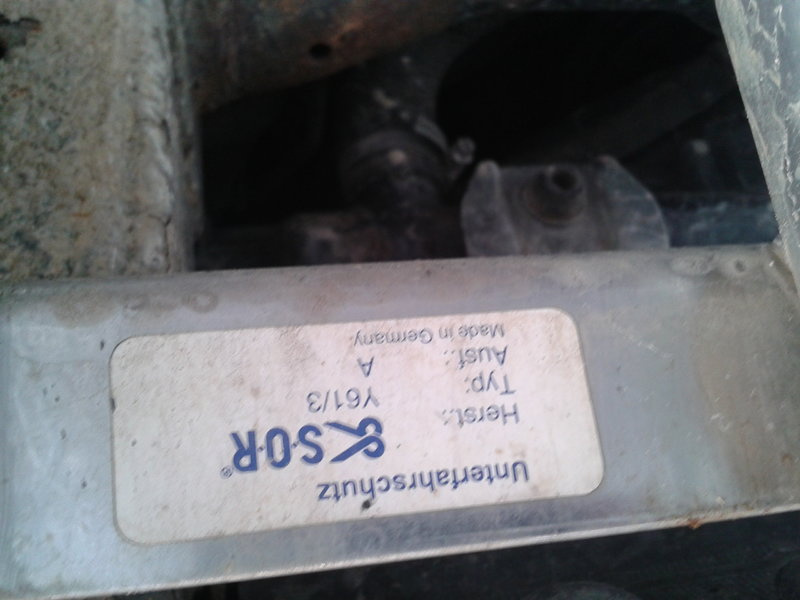 Unterfahrschutz
Herst.: S.O.R®
Typ: Y61/3
Ausf.: A
Made in Germany.